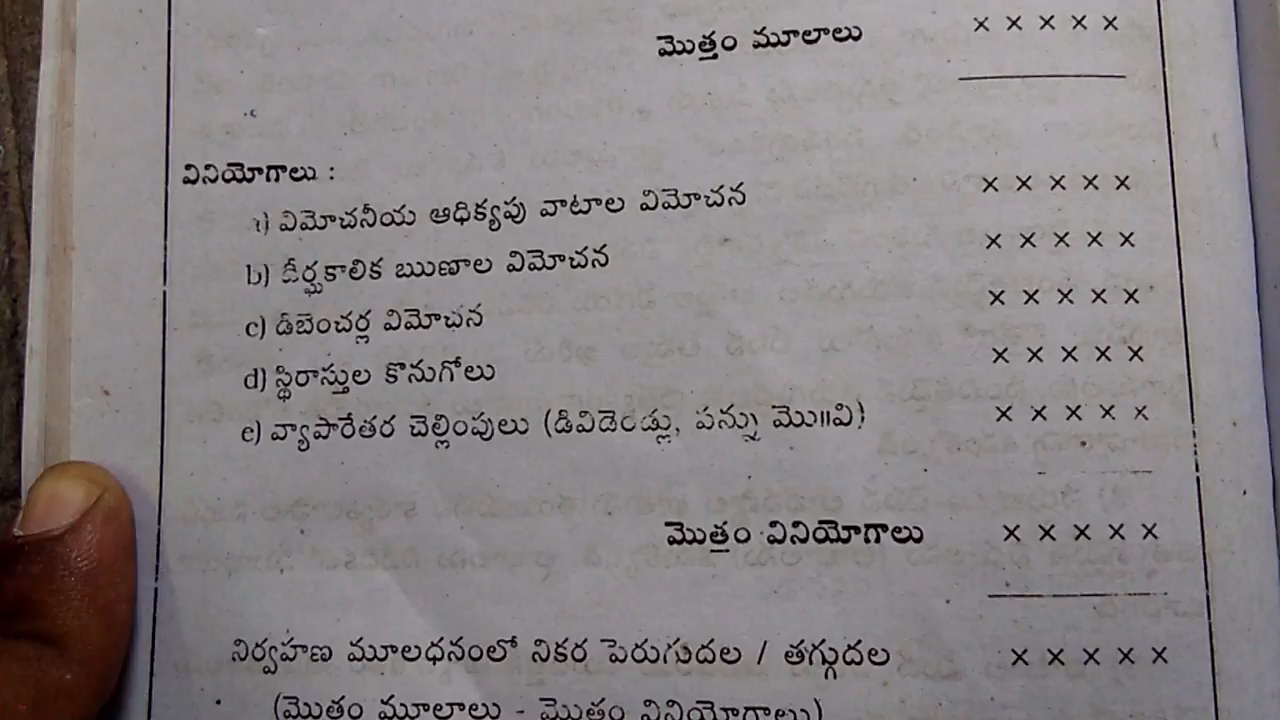 మొత్తం మూలాలు × × × × ×
వినియోగాలు :
a) విమోచనీయ ఆధిక్యపు వాటాల విమోచన × × × × ×
b) దీర్ఘకాలిక ఋణాల విమోచన × × × × ×
c) డిబెంచర్ల విమోచన × × × × ×
d) స్థిరాస్తుల కొనుగోలు × × × × ×
e) వ్యాపారేతర చెల్లింపులు (డివిడెండ్లు, పన్ను మొ॥వి) × × × × ×
మొత్తం వినియోగాలు × × × × ×
నిర్వహణ మూలధనంలో నికర పెరుగుదల / తగ్గుదల × × × × ×
(మొత్తం మూలాలు - మొత్తం వినియోగాలు)